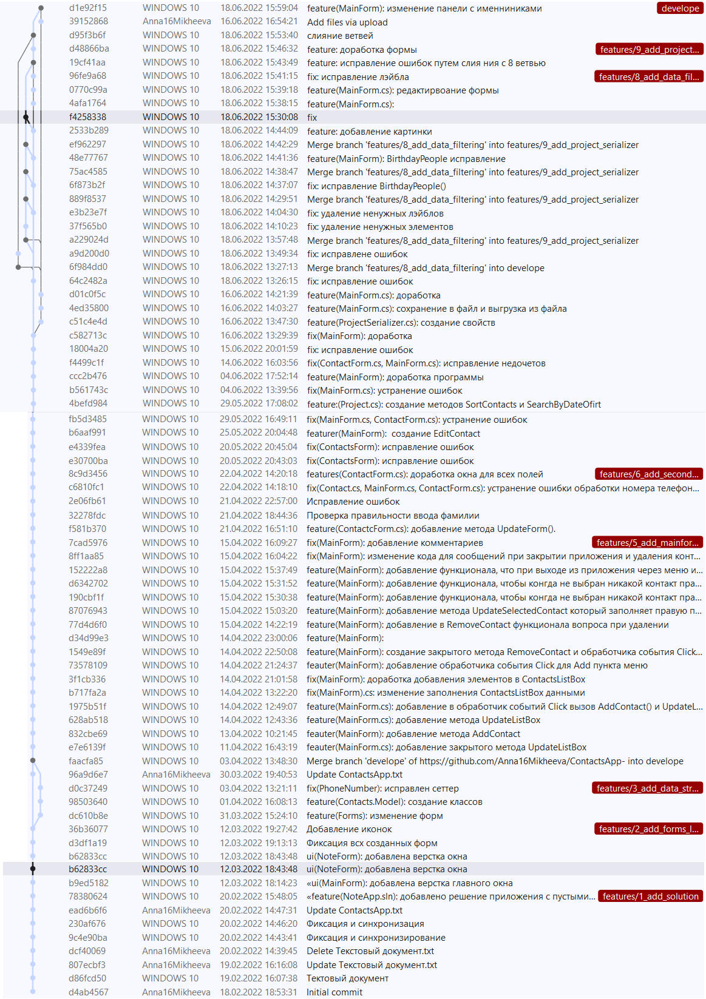 d1e92f15 WINDOWS 10 18.06.2022 15:59:04 feature(MainForm): изменение панели с именниниками develope
39152868 Anna16Mikheeva 16.06.2022 16:54:21 Add files via upload
d95f3b6f WINDOWS 10 18.06.2022 15:53:40 слияние ветвей
d48866ba WINDOWS 10 18.06.2022 15:46:32 feature: доработка формы features/9_add_project...
19cf41aa WINDOWS 10 18.06.2022 15:43:49 feature: исправление ошибок путем слия ния с 8 ветвью
96fe9a68 WINDOWS 10 18.06.2022 15:41:15 fix: исправление лэйбла features/8_add_data_fil...
0770c99a WINDOWS 10 18.06.2022 15:39:18 feature(MainForm.cs): редактирвоание формы
4afa1764 WINDOWS 10 18.06.2022 15:38:15 feature(MainForm.cs):
f4258338 WINDOWS 10 18.06.2022 15:30:08 fix
2533b289 WINDOWS 10 18.06.2022 14:44:09 feature: добавление картинки
ef962297 WINDOWS 10 18.06.2022 14:42:29 Merge branch 'features/8_add_data_filtering' into features/9_add_project_serializer
48e77767 WINDOWS 10 18.06.2022 14:41:36 feature(MainForm): BirthdayPeople исправление
75ac4585 WINDOWS 10 18.06.2022 14:38:47 Merge branch 'features/8_add_data_filtering' into features/9_add_project_serializer
6f873b2f WINDOWS 10 18.06.2022 14:37:07 fix: исправление BirthdayPeople()
889f8537 WINDOWS 10 18.06.2022 14:29:51 Merge branch 'features/8_add_data_filtering' into features/9_add_project_serializer
e3b23e7f WINDOWS 10 18.06.2022 14:04:30 fix: удаление ненужных лэйблов
37f565b0 WINDOWS 10 18.06.2022 14:10:23 fix: удаление ненужных элементов
a229024d WINDOWS 10 18.06.2022 13:57:48 Merge branch 'features/8_add_data_filtering' into features/9_add_project_serializer
a9d200d0 WINDOWS 10 18.06.2022 13:49:34 fix: исправлене ошибок
6f984dd0 WINDOWS 10 18.06.2022 13:27:13 Merge branch 'features/8_add_data_filtering' into develope
64c2482a WINDOWS 10 18.06.2022 13:26:15 fix: исправление ошибок
d01c0f5c WINDOWS 10 16.06.2022 14:21:39 feature(MainForm.cs): доработка
4ed35800 WINDOWS 10 16.06.2022 14:03:27 feature(MainForm.cs): сохранение в файл и выгрузка из файла
c51c4e4d WINDOWS 10 16.06.2022 13:47:30 feature(ProjectSerializer.cs): создание свойств
c582713c WINDOWS 10 16.06.2022 13:29:39 fix(MainForm): доработка
18004a20 WINDOWS 10 15.06.2022 20:01:59 fix: исправление ошибок
f4499c1f WINDOWS 10 14.06.2022 16:03:56 fix(ContactForm.cs, MainForm.cs): исправление недочетов
ccc2b476 WINDOWS 10 04.06.2022 17:52:14 feature(MainForm): доработка программы
b561743c WINDOWS 10 04.06.2022 13:39:56 fix(MainForm.cs): устранение ошибок
4befd984 WINDOWS 10 29.05.2022 17:08:02 feature:(Project.cs): создание методов SortContacts и SearchByDateOfirt
fb5d3485 WINDOWS 10 29.05.2022 16:49:11 fix(MainForm.cs, ContactForm.cs): устранение ошибок
b6aaf991 WINDOWS 10 25.05.2022 20:04:48 featurer(MainForm):  создание EditContact
e4339fea WINDOWS 10 20.05.2022 20:45:04 fix(ContactsForm): исправление ошибок
e30700ba WINDOWS 10 20.05.2022 20:43:03 fix(ContactsForm): исправление ошибок
8c9d3456 WINDOWS 10 22.04.2022 14:20:18 features(ContactForm.cs): доработка окна для всех полей features/6_add_second...
c6810fc1 WINDOWS 10 22.04.2022 14:18:10 fix(Contact.cs, MainForm.cs, ContactForm.cs): устранение ошибки обработки номера телефон...
2e06fb61 WINDOWS 10 21.04.2022 22:57:00 Исправление ошибок
32278fdc WINDOWS 10 21.04.2022 18:44:36 Проверка правильности ввода фамилии
f581b370 WINDOWS 10 21.04.2022 16:51:10 feature(ContactcForm.cs): добавление метода UpdateForm().
7cad5976 WINDOWS 10 15.04.2022 16:09:27 fix(MainForm): добавление комментариев features/5_add_mainfor...
8ff1aa85 WINDOWS 10 15.04.2022 16:04:22 fix(MainForm): изменение кода для сообщений при закрытии приложения и удаления конт...
152222a8 WINDOWS 10 15.04.2022 15:37:49 feature(MainForm): добавление функционала, что при выходе из приложения через меню и...
d6342702 WINDOWS 10 15.04.2022 15:31:52 feature(MainForm): добавление функционала, чтобы конгда не выбран никакой контакт пра...
190cbf1f WINDOWS 10 15.04.2022 15:30:38 feature(MainForm): добавление функционала, чтобы конгда не выбран никакой контакт пра...
87076943 WINDOWS 10 15.04.2022 15:03:20 feature(MainForm): добавление метода UpdateSelectedContact который заполняет правую п...
77d4d6f0 WINDOWS 10 15.04.2022 14:22:19 feature(MainForm): добавление в RemoveContact функционала вопроса при удалении
d34d99e3 WINDOWS 10 14.04.2022 23:00:06 feature(MainForm):
1549e89f WINDOWS 10 14.04.2022 22:50:08 feature(MainForm): создание закрытого метода RemoveContact и обработчика события Click...
73578109 WINDOWS 10 14.04.2022 21:24:37 feauter(MainForm): добавление обработчика события Click для Add пункта меню
3f1cb336 WINDOWS 10 14.04.2022 21:01:58 fix(MainForm): доработка добавления элементов в ContactsListBox
b717fa2a WINDOWS 10 14.04.2022 13:22:20 fix(MainForm).cs: изменение заполнения ContactsListBox данными
1975b51f WINDOWS 10 14.04.2022 12:49:07 feature(MainForm.cs): добавление в обработчик событий Click вызов AddContact() и UpdateL...
628ab518 WINDOWS 10 14.04.2022 12:43:36 feature(MainForm.cs): добавление метода UpdateListBox
832cbe69 WINDOWS 10 13.04.2022 10:21:45 feauter(MainForm): добавление метода AddContact
e7e6139f WINDOWS 10 11.04.2022 16:43:19 feauter(MainForm.cs): добавление закрытого метода UpdateListBox
faacfa85 WINDOWS 10 03.04.2022 13:48:30 Merge branch 'develope' of https://github.com/Anna16Mikheeva/ContactsApp- into develope
96a9d6e7 Anna16Mikheeva 30.03.2022 19:40:53 Update ContactsApp.txt
d0c37249 WINDOWS 10 03.04.2022 13:21:11 fix(PhoneNumber): исправлен сеттер features/3_add_data_str...
98503640 WINDOWS 10 01.04.2022 16:08:13 feature(Contacts.Model): создание классов
dc610b8e WINDOWS 10 31.03.2022 15:24:10 feature(Forms): изменение форм
36b36077 WINDOWS 10 12.03.2022 19:27:42 Добавление иконок features/2_add_forms_l...
d3df1a19 WINDOWS 10 12.03.2022 19:13:13 Фиксация всх созданных форм
b62833cc WINDOWS 10 12.03.2022 18:43:48 ui(NoteForm): добавлена верстка окна
b62833cc WINDOWS 10 12.03.2022 18:43:48 ui(NoteForm): добавлена верстка окна
b9ed5182 WINDOWS 10 12.03.2022 18:14:23 «ui(MainForm): добавлена верстка главного окна
78380624 WINDOWS 10 20.02.2022 15:48:05 «feature(NoteApp.sln): добавлено решение приложения с пустыми... features/1_add_solution
ead6b6f6 Anna16Mikheeva 20.02.2022 14:47:31 Update ContactsApp.txt
230af676 WINDOWS 10 20.02.2022 14:46:20 Фиксация и синхронизация
9c4e90ba WINDOWS 10 20.02.2022 14:43:41 Фиксация и синхронизирование
dcf40069 Anna16Mikheeva 20.02.2022 14:39:45 Delete Текстовый документ.txt
807ecbf3 Anna16Mikheeva 19.02.2022 16:16:08 Update Текстовый документ.txt
d86fcd50 WINDOWS 10 19.02.2022 16:07:38 Тектовый документ
d4ab4567 Anna16Mikheeva 18.02.2022 18:53:31 Initial commit